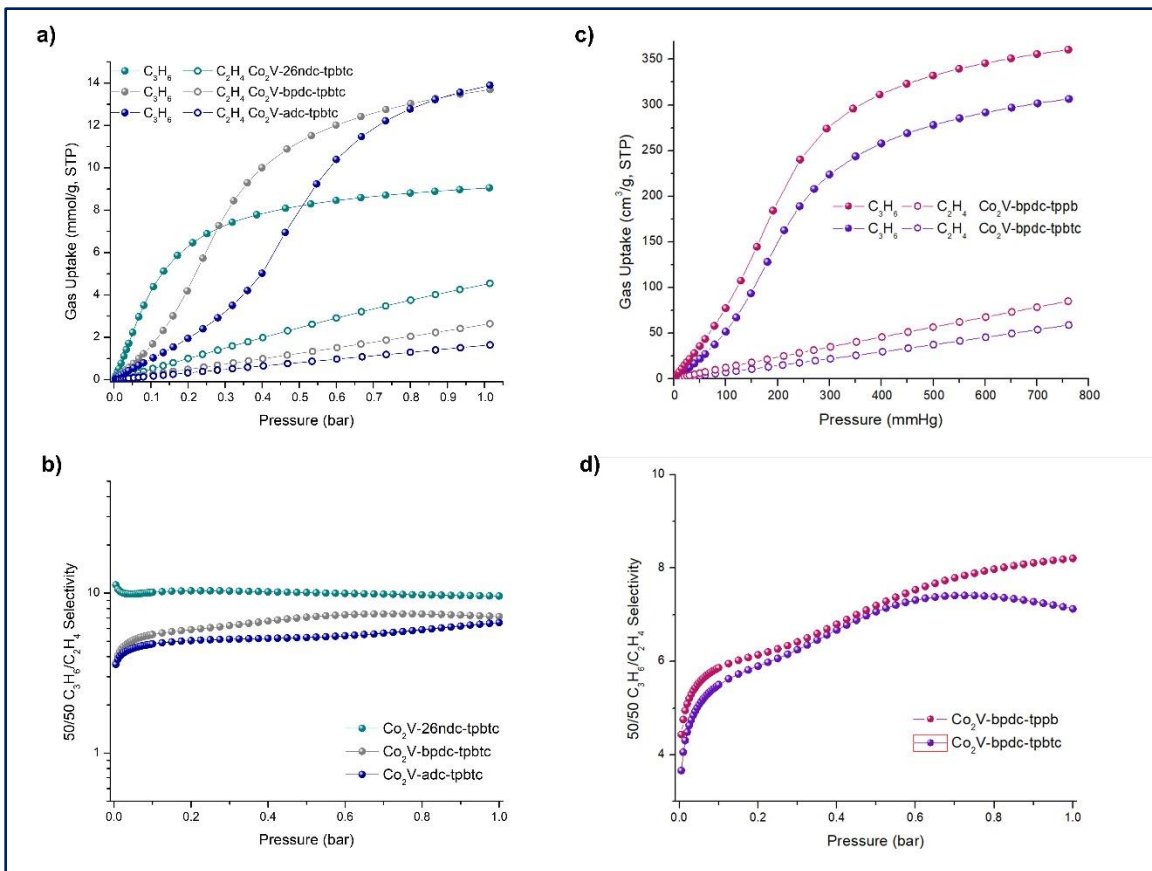 a)
Gas Uptake (mmol/g, STP)
C₃H₆ C₂H₄ Co₂V-26ndc-tpbtc
C₃H₆ C₂H₄ Co₂V-bpdc-tpbtc
C₃H₆ C₂H₄ Co₂V-adc-tpbtc
14
12
10
8
6
4
2
0
0.0 0.1 0.2 0.3 0.4 0.5 0.6 0.7 0.8 0.9 1.0
Pressure (bar)
c)
Gas Uptake (cm³/g, STP)
350
300
250
200
150
100
50
0
C₃H₆ C₂H₄ Co₂V-bpdc-tppb
C₃H₆ C₂H₄ Co₂V-bpdc-tpbtc
0 100 200 300 400 500 600 700 800
Pressure (mmHg)
b)
50/50 C₃H₆/C₂H₄ Selectivity
10
1
Co₂V-26ndc-tpbtc
Co₂V-bpdc-tpbtc
Co₂V-adc-tpbtc
0.0 0.2 0.4 0.6 0.8 1.0
Pressure (bar)
d)
50/50 C₃H₆/C₂H₄ Selectivity
10
8
6
4
Co₂V-bpdc-tppb
Co₂V-bpdc-tpbtc
0.0 0.2 0.4 0.6 0.8 1.0
Pressure (bar)